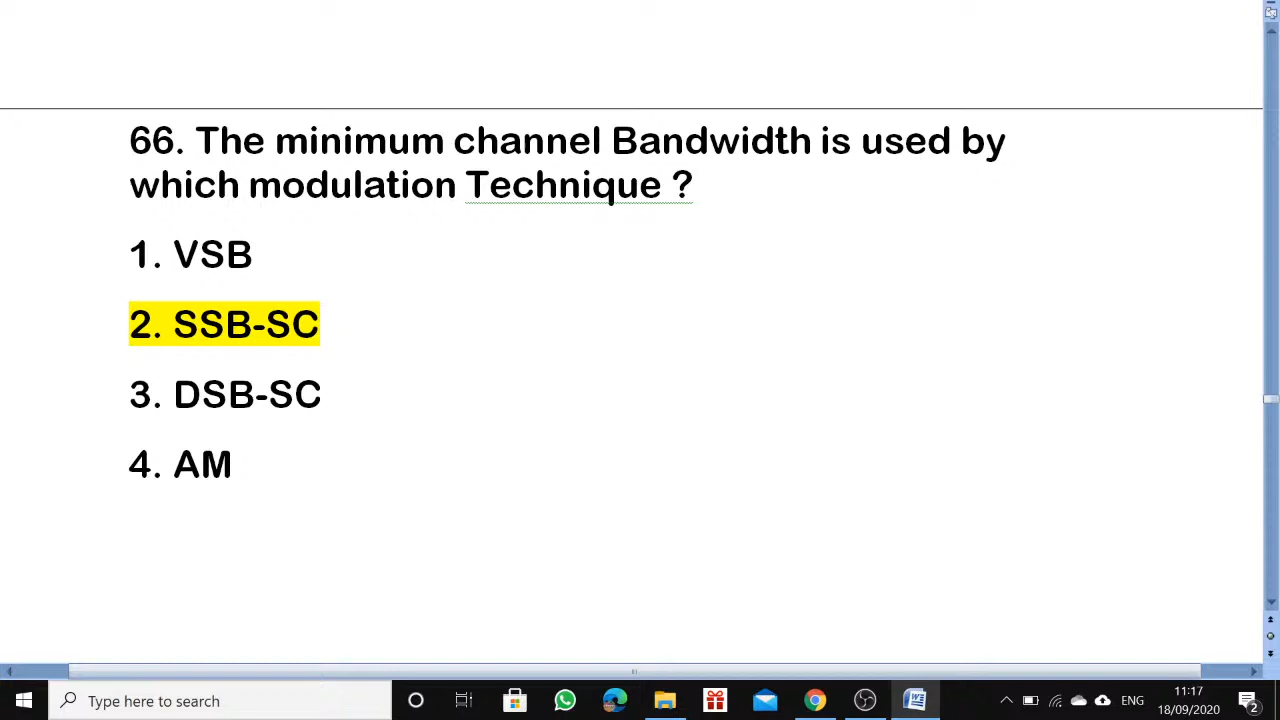 66. The minimum channel Bandwidth is used by
which modulation Technique ?
1. VSB
2. SSB-SC
3. DSB-SC
4. AM
Type here to search
ENG
11:17
18/09/2020
2